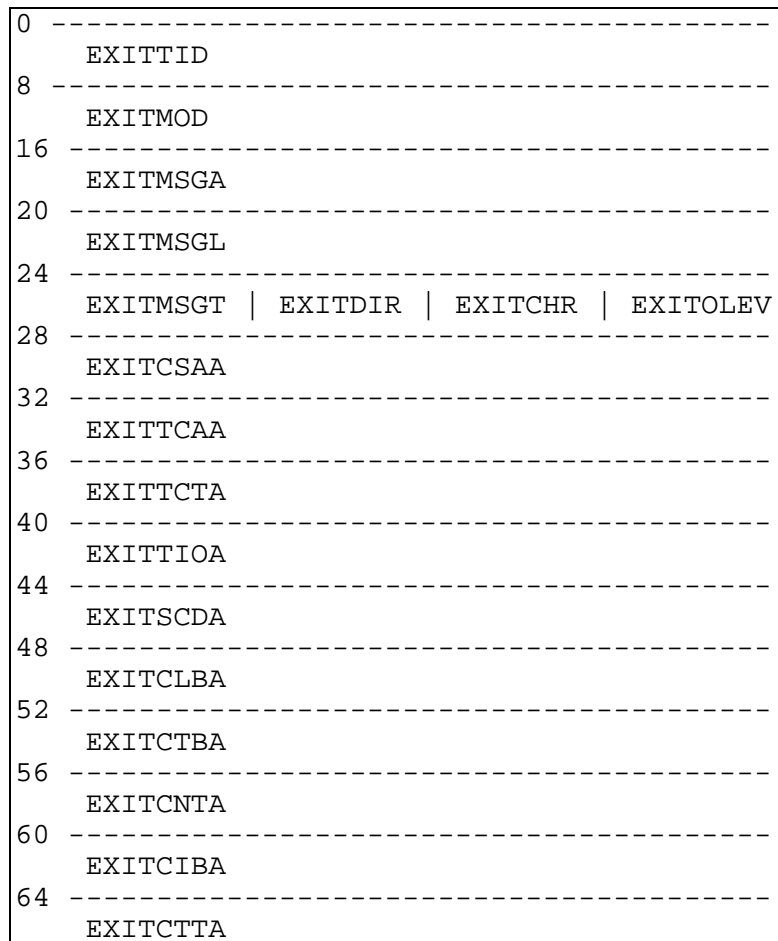 0 -----------------------------------------
EXITTID
8 -----------------------------------------
EXITMOD
16 ----------------------------------------
EXITMSGA
20 ----------------------------------------
EXITMSGL
24 ----------------------------------------
EXITMSGT | EXITDIR | EXITCHR | EXITOLEV
28 ----------------------------------------
EXITCSAA
32 ----------------------------------------
EXITTCAA
36 ----------------------------------------
EXITTCTA
40 ----------------------------------------
EXITTIOA
44 ----------------------------------------
EXITSCDA
48 ----------------------------------------
EXITCLBA
52 ----------------------------------------
EXITCTBA
56 ----------------------------------------
EXITCNTA
60 ----------------------------------------
EXITCIBA
64 ----------------------------------------
EXITCTTA